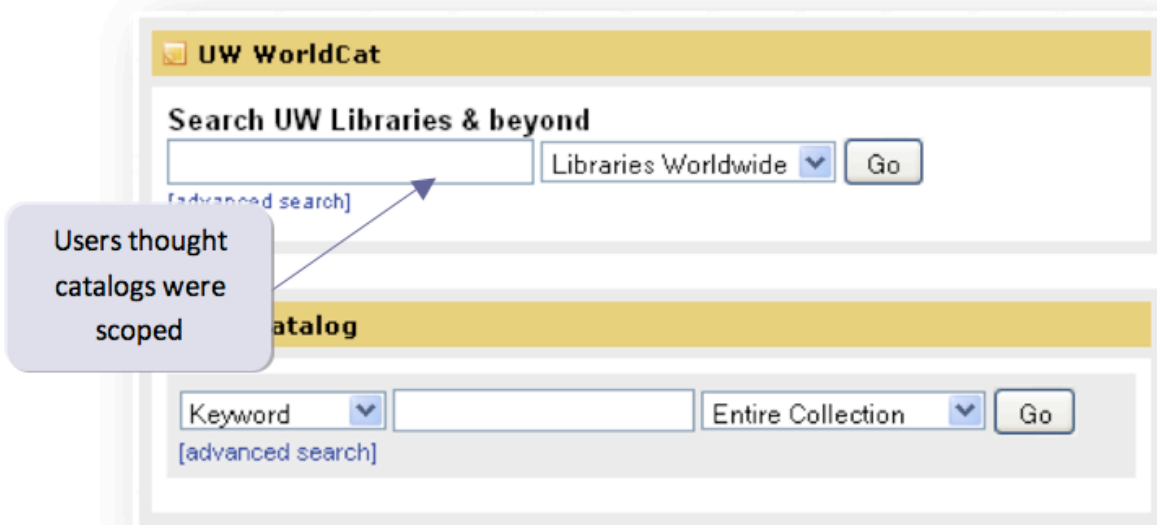 UW WorldCat
Search UW Libraries & beyond
Libraries Worldwide Go
[advanced search]
Users thought
catalogs were
scoped
atalog
Keyword Entire Collection Go
[advanced search]